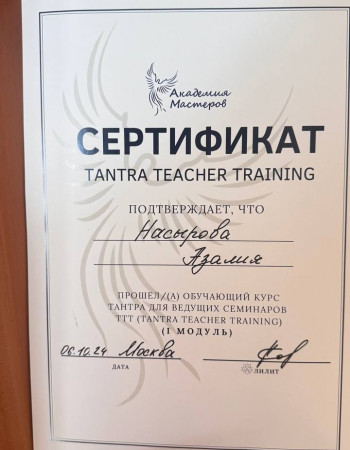 Академия
Мастеров
СЕРТИФИКАТ
TANTRA TEACHER TRAINING
ПОДТВЕРЖДАЕТ, ЧТО
Насырова
Азалия
ПРОШЕЛ/(А) ОБУЧАЮЩИЙ КУРС
ТАНТРА ДЛЯ ВЕДУЩИХ СЕМИНАРОВ
ТТТ (TANTRA TEACHER TRAINING)
(I МОДУЛЬ)
06.10.24 Москва
ДАТА ЛИЛИТ